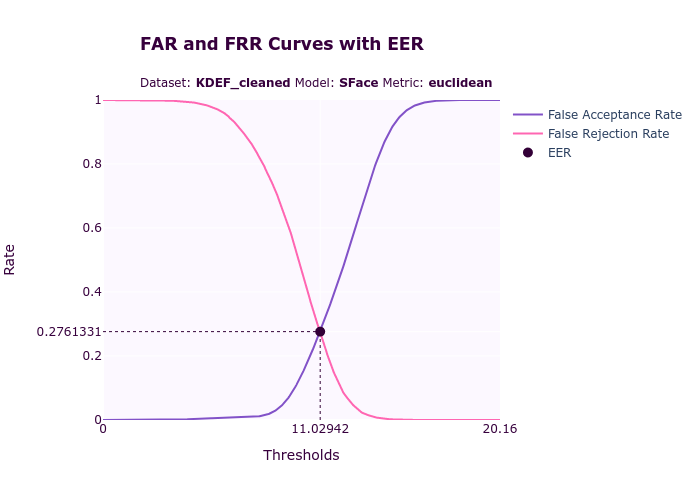 FAR and FRR Curves with EER
Dataset: KDEF_cleaned Model: SFace Metric: euclidean
False Acceptance Rate
False Rejection Rate
EER
Rate
1
0.8
0.6
0.4
0.2761331
0.2
0
0
11.02942
20.16
Thresholds